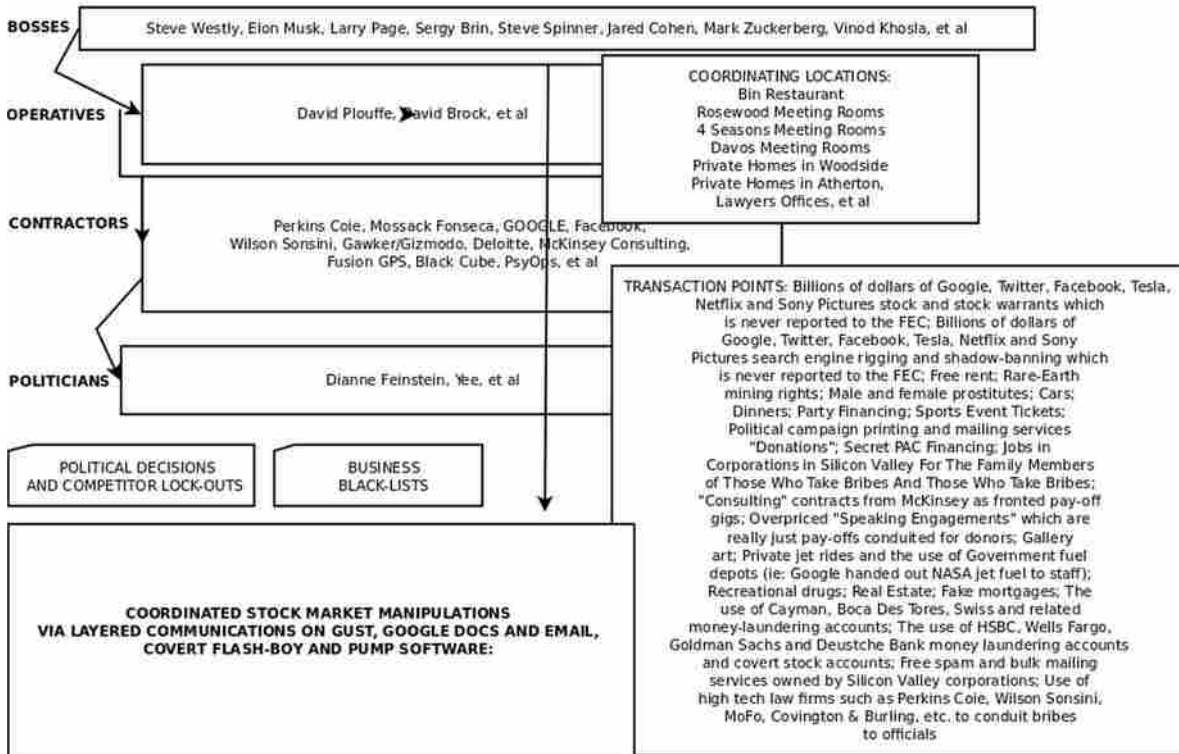 BOSSES
Steve Westly, Elon Musk, Larry Page, Sergy Brin, Steve Spinner, Jared Cohen, Mark Zuckerberg, Vinod Khosla, et al
OPERATIVES
David Plouffe, David Brock, et al
COORDINATING LOCATIONS:
Bin Restaurant
Rosewood Meeting Rooms
4 Seasons Meeting Rooms
Davos Meeting Rooms
Private Homes in Woodside
Private Homes in Atherton,
Lawyers Offices, et al
CONTRACTORS
Perkins Coie, Mossack Fonseca, GOOGLE, Facebook,
Wilson Sonsini, Gawker/Gizmodo, Deloitte, McKinsey Consulting,
Fusion GPS, Black Cube, PsyOps, et al
POLITICIANS
Dianne Feinstein, Yee, et al
TRANSACTION POINTS: Billions of dollars of Google, Twitter, Facebook, Tesla,
Netflix and Sony Pictures stock and stock warrants which
is never reported to the FEC; Billions of dollars of
Google, Twitter, Facebook, Tesla, Netflix and Sony
Pictures search engine rigging and shadow-banning which
is never reported to the FEC; Free rent; Rare-Earth
mining rights; Male and female prostitutes; Cars;
Dinners; Party Financing; Sports Event Tickets;
Political campaign printing and mailing services
"Donations"; Secret PAC Financing; Jobs in
Corporations in Silicon Valley For The Family Members
of Those Who Take Bribes And Those Who Take Bribes;
"Consulting" contracts from McKinsey as fronted pay-off
gigs; Overpriced "Speaking Engagements" which are
really just pay-offs conduited for donors; Gallery
art; Private jet rides and the use of Government fuel
depots (ie: Google handed out NASA jet fuel to staff);
Recreational drugs; Real Estate; Fake mortgages; The
use of Cayman, Boca Des Tores, Swiss and related
money-laundering accounts; The use of HSBC, Wells Fargo,
Goldman Sachs and Deustche Bank money laundering accounts
and covert stock accounts; Free spam and bulk mailing
services owned by Silicon Valley corporations; Use of
high tech law firms such as Perkins Coie, Wilson Sonsini,
MoFo, Covington & Burling, etc. to conduit bribes
to officials
POLITICAL DECISIONS
AND COMPETITOR LOCK-OUTS
BUSINESS
BLACK-LISTS
COORDINATED STOCK MARKET MANIPULATIONS
VIA LAYERED COMMUNICATIONS ON GUST, GOOGLE DOCS AND EMAIL,
COVERT FLASH-BOY AND PUMP SOFTWARE: